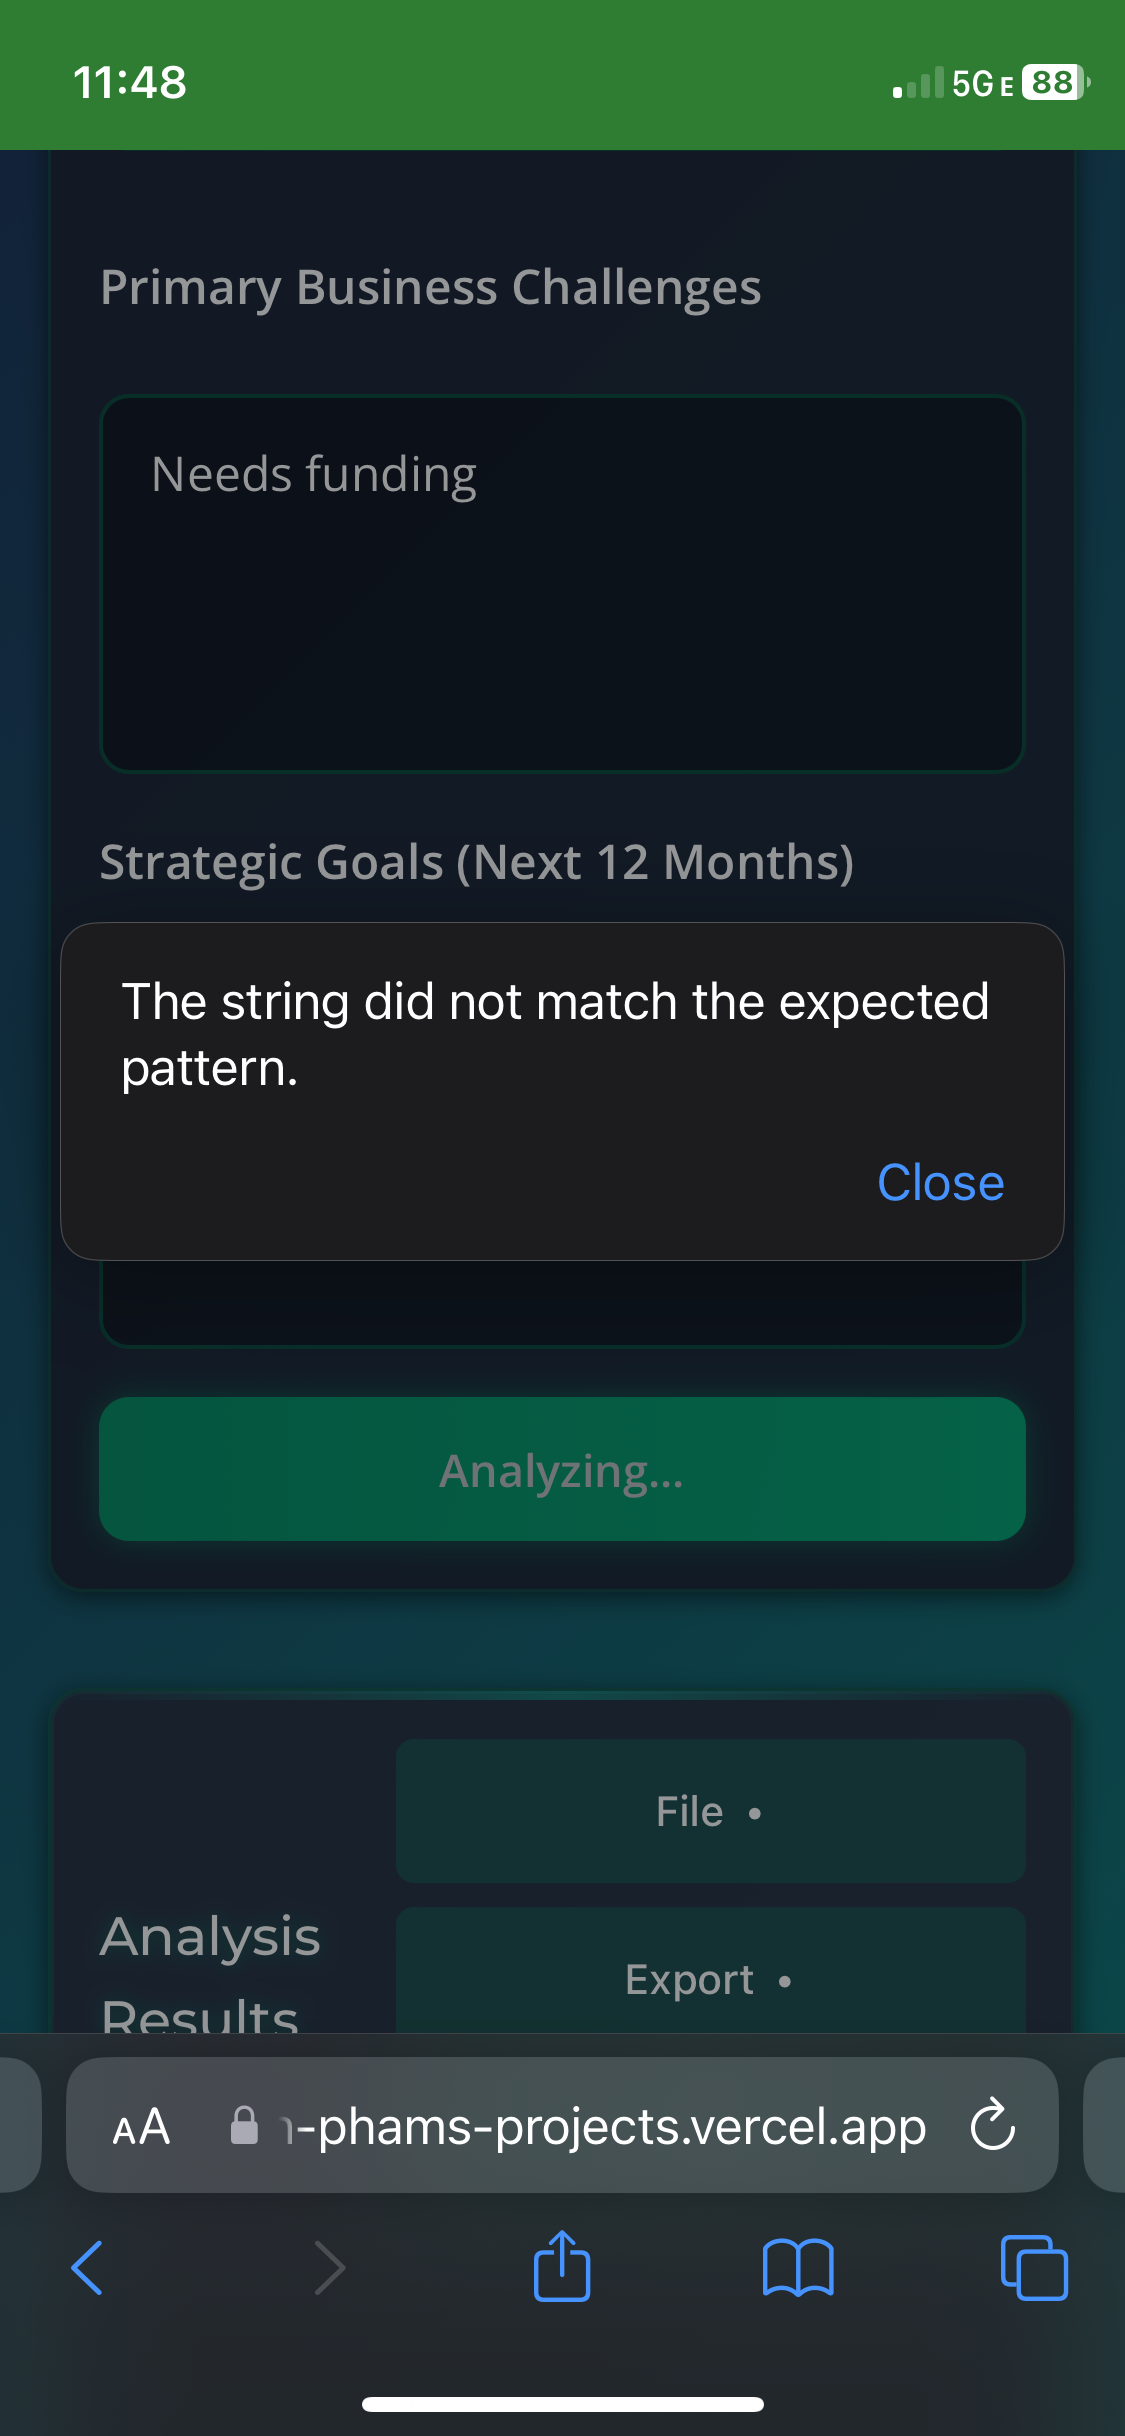 11:48
5G E 88
Primary Business Challenges
Needs funding
Strategic Goals (Next 12 Months)
The string did not match the expected
pattern.
Close
Analyzing...
File •
Export •
Analysis
Results
AA -phams-projects.vercel.app